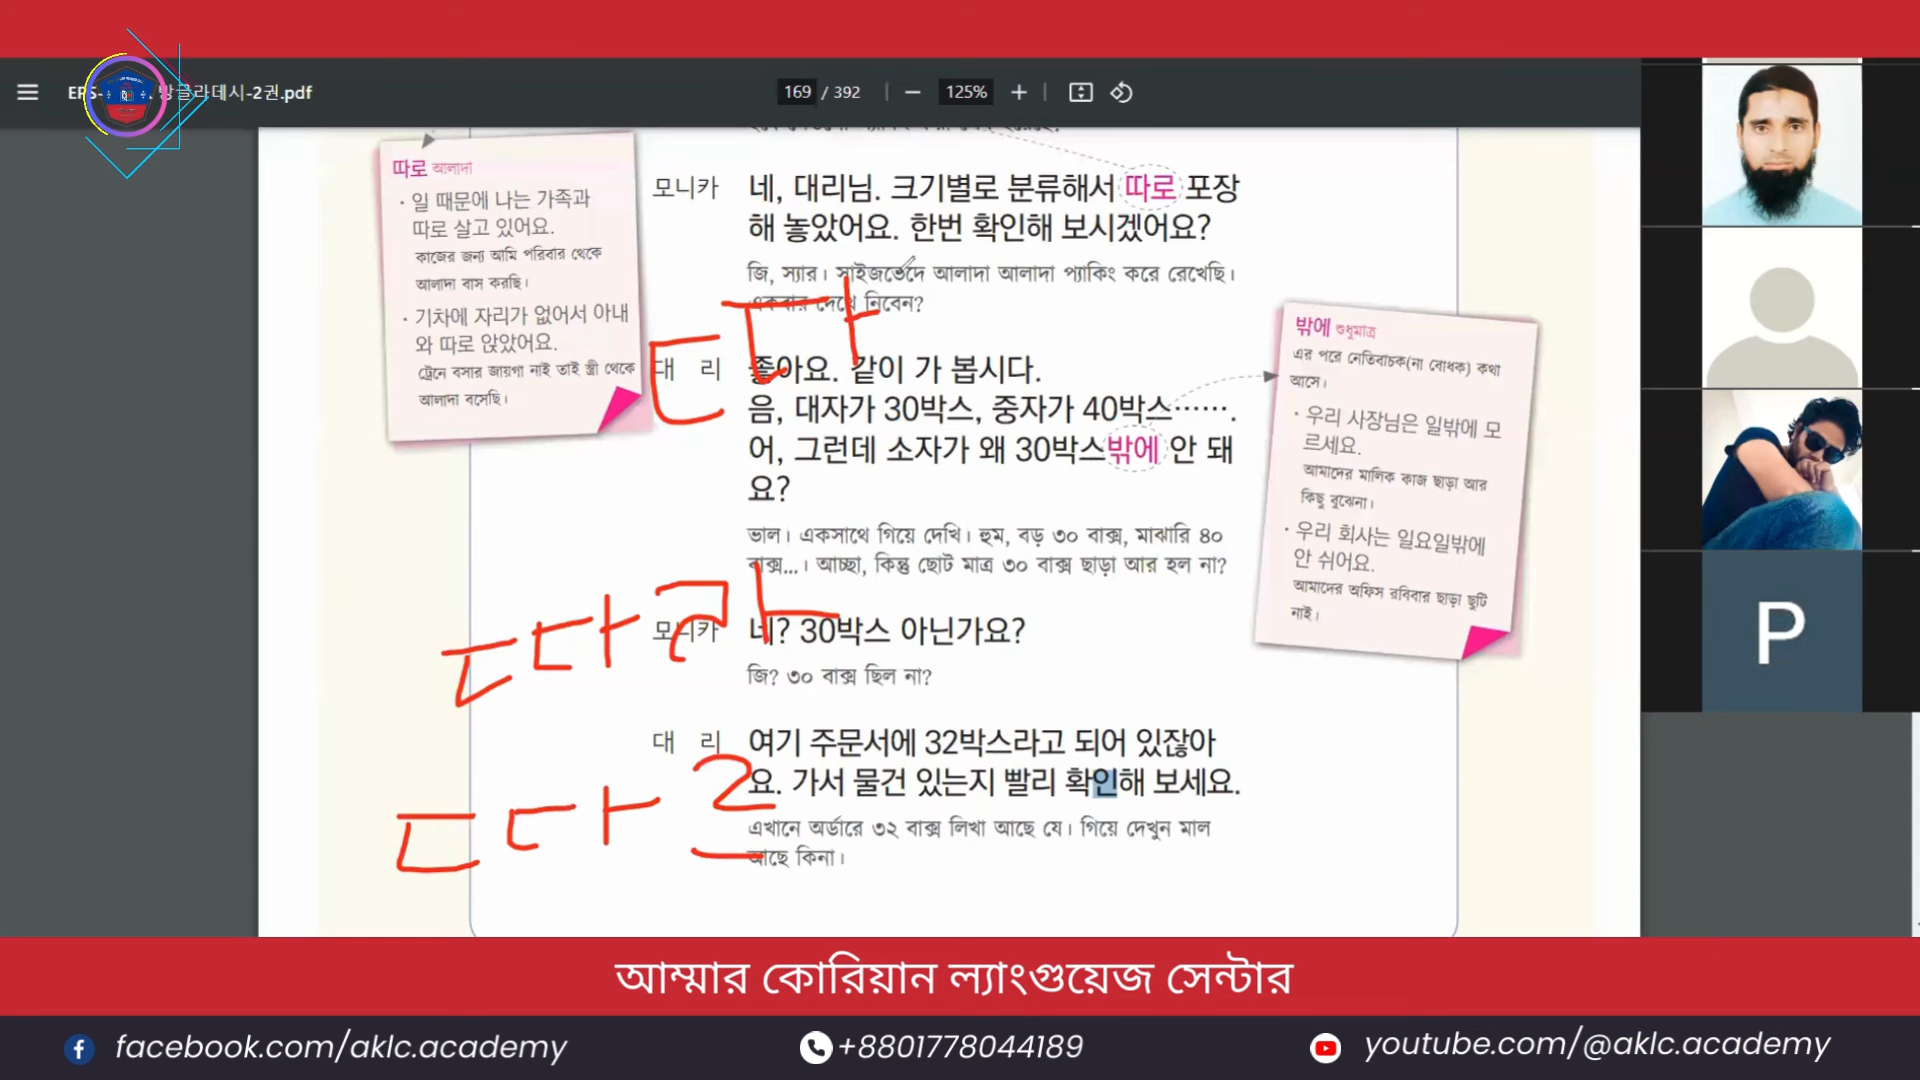 방글라데시-2권.pdf
169 / 392
125%
따로 আলাদা
· 일 때문에 나는 가족과
따로 살고 있어요.
কাজের জন্য আমি পরিবার থেকে
আলাদা বাস করছি।
· 기차에 자리가 없어서 아내
와 따로 앉았어요.
ট্রেনে বসার জায়গা নাই তাই স্ত্রী থেকে
আলাদা বসেছি।
모니카 네, 대리님. 크기별로 분류해서 따로 포장
해 놓았어요. 한번 확인해 보시겠어요?
জি, স্যার। সাইজভেদে আলাদা আলাদা প্যাকিং করে রেখেছি।
একবার দেখে নিবেন?
대 리 좋아요. 같이 가 봅시다.
음, 대자가 30박스, 중자가 40박스…….
어, 그런데 소자가 왜 30박스밖에 안 돼
요?
ভাল। একসাথে গিয়ে দেখি। হুম, বড় ৩০ বাক্স, মাঝারি ৪০
বাক্স...। আচ্ছা, কিন্তু ছোট মাত্র ৩০ বাক্স ছাড়া আর হল না?
모니카 네? 30박스 아닌가요?
জি? ৩০ বাক্স ছিল না?
대 리 여기 주문서에 32박스라고 되어 있잖아
요. 가서 물건 있는지 빨리 확인해 보세요.
এখানে অর্ডারে ৩২ বাক্স লিখা আছে যে। গিয়ে দেখুন মাল
আছে কিনা।
밖에 শুধুমাত্র
এর পরে নেতিবাচক(না বোধক) কথা
আসে।
· 우리 사장님은 일밖에 모
르세요.
আমাদের মালিক কাজ ছাড়া আর
কিছু বুঝেনা।
· 우리 회사는 일요일밖에
안 쉬어요.
আমাদের অফিস রবিবার ছাড়া ছুটি
নাই।
ㄷ다
ㄷ다라
ㄷ다로
P
আম্মার কোরিয়ান ল্যাংগুয়েজ সেন্টার
facebook.com/aklc.academy
+8801778044189
youtube.com/@aklc.academy